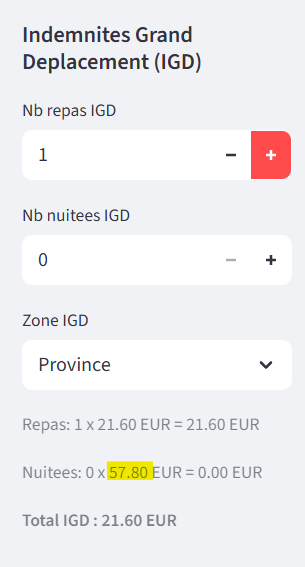 Indemnites Grand
Deplacement (IGD)
Nb repas IGD
1
Nb nuitees IGD
0
Zone IGD
Province
Repas: 1 x 21.60 EUR = 21.60 EUR
Nuitees: 0 x 57.80 EUR = 0.00 EUR
Total IGD : 21.60 EUR